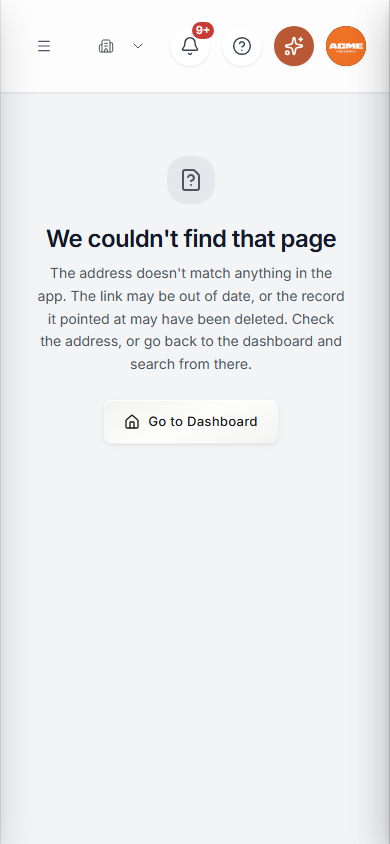 9+
ACME
We couldn't find that page
The address doesn't match anything in the
app. The link may be out of date, or the record
it pointed at may have been deleted. Check
the address, or go back to the dashboard and
search from there.
Go to Dashboard